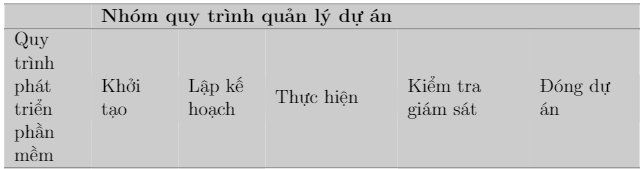 Nhóm quy trình quản lý dự án
Quy
trình
phát
triển
phần
mềm
Khởi
tạo
Lập kế
hoạch
Thực hiện
Kiểm tra
giám sát
Đóng dự
án